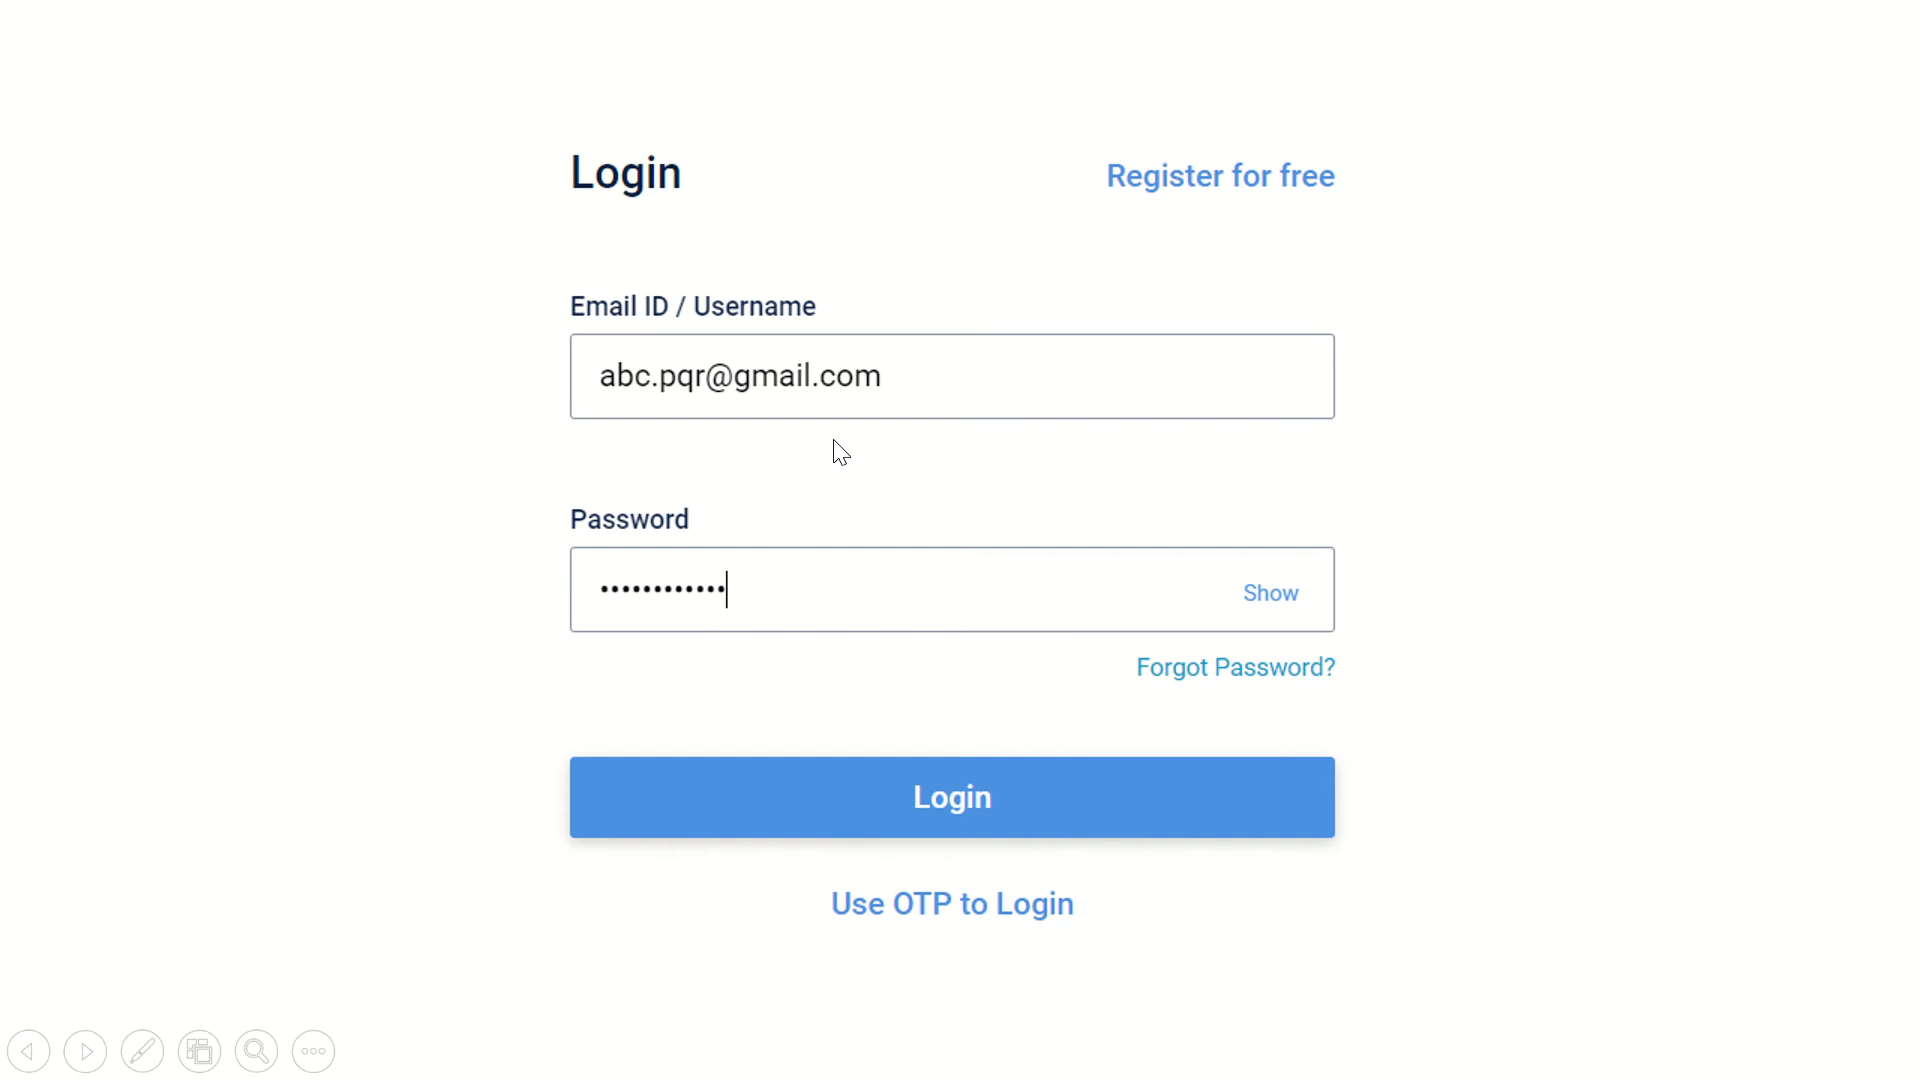 Login
Register for free
Email ID / Username
abc.pqr@gmail.com
Password
••••••••••••
Show
Forgot Password?
Login
Use OTP to Login